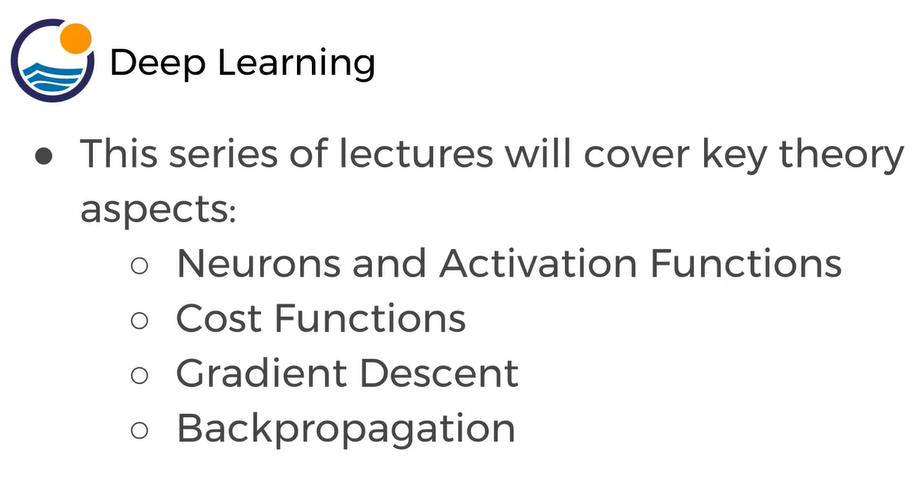 Deep Learning
● This series of lectures will cover key theory
aspects:
○ Neurons and Activation Functions
○ Cost Functions
○ Gradient Descent
○ Backpropagation